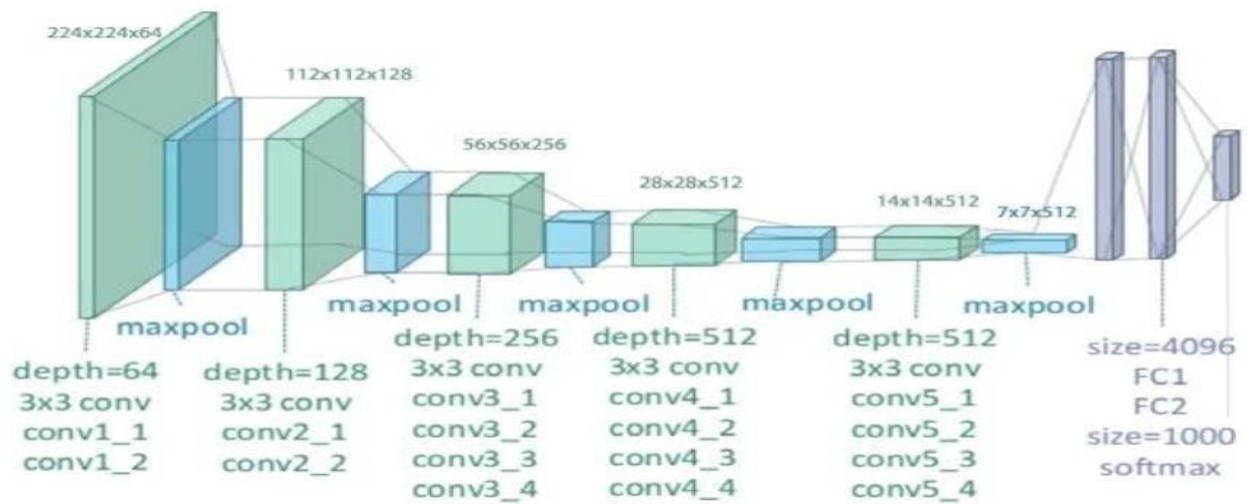 224x224x64
112x112x128
56x56x256
28x28x512
14x14x512
7x7x512
maxpool
maxpool
maxpool
maxpool
maxpool
depth=64
3x3 conv
conv1_1
conv1_2
depth=128
3x3 conv
conv2_1
conv2_2
depth=256
3x3 conv
conv3_1
conv3_2
conv3_3
conv3_4
depth=512
3x3 conv
conv4_1
conv4_2
conv4_3
conv4_4
depth=512
3x3 conv
conv5_1
conv5_2
conv5_3
conv5_4
size=4096
FC1
FC2
size=1000
softmax